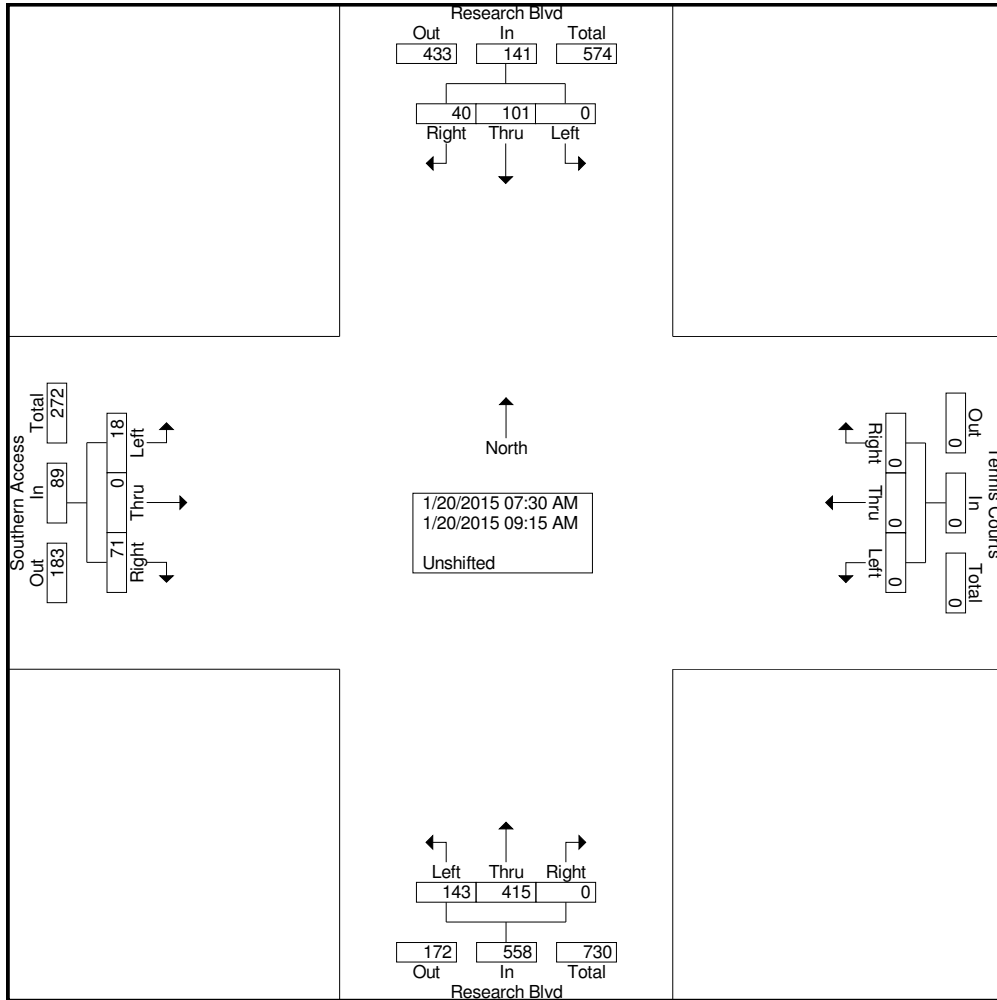 Research Blvd
Out In Total
433 141 574
40 101 0
Right Thru Left
North
1/20/2015 07:30 AM
1/20/2015 09:15 AM
Unshifted
Southern Access
Out In Total
183 89 272
Left Thru Right
18 0 71
Tennis Courts
Out In Total
0 0 0
Right Thru Left
0 0 0
Left Thru Right
143 415 0
172 558 730
Out In Total
Research Blvd